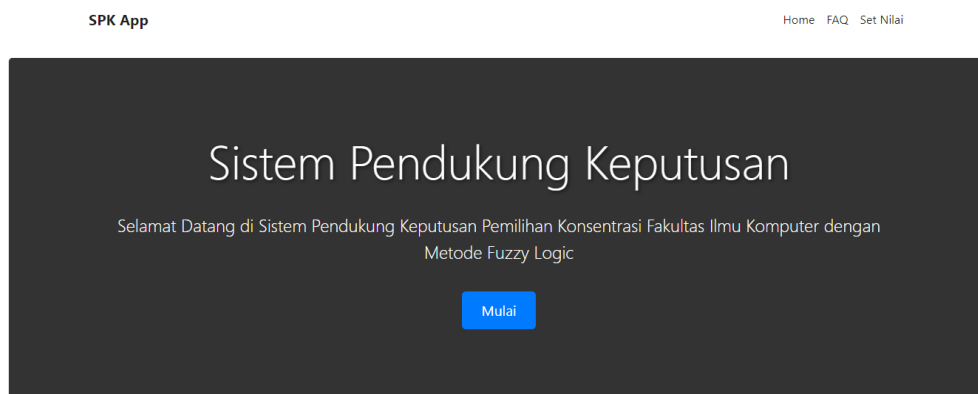 SPK App
Home FAQ Set Nilai
Sistem Pendukung Keputusan
Selamat Datang di Sistem Pendukung Keputusan Pemilihan Konsentrasi Fakultas Ilmu Komputer dengan
Metode Fuzzy Logic
Mulai